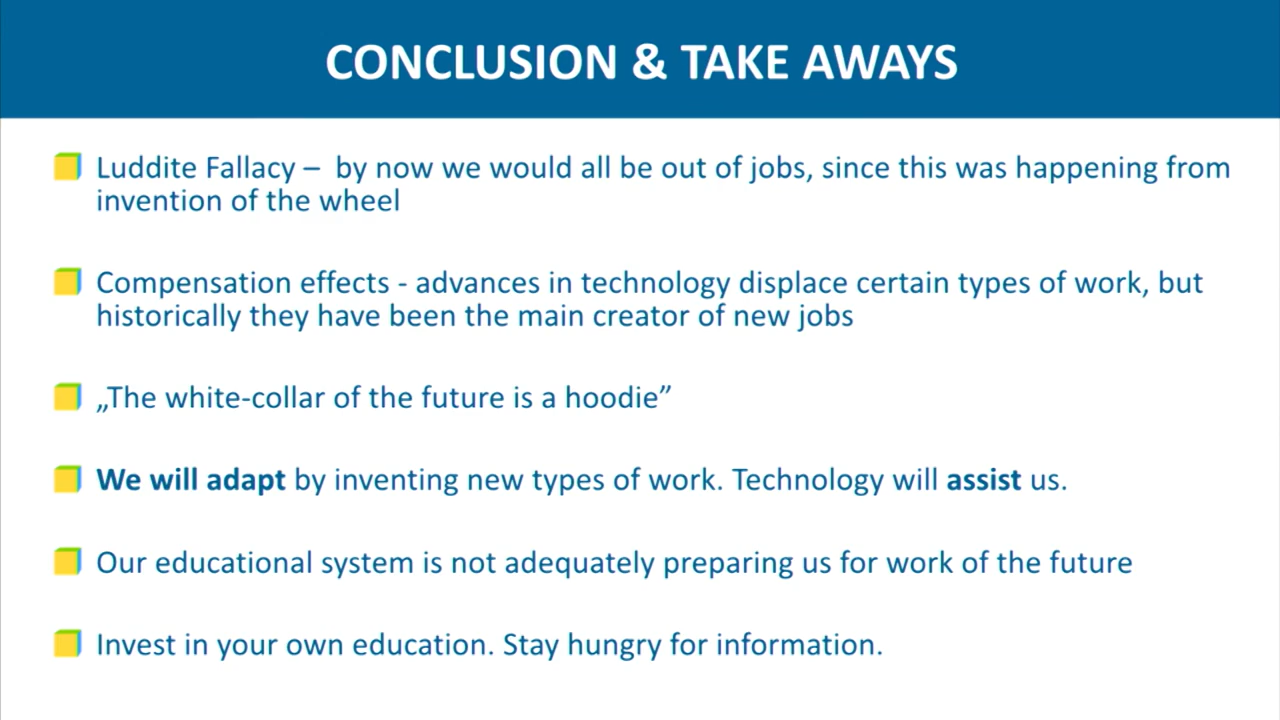 CONCLUSION & TAKE AWAYS
Luddite Fallacy –  by now we would all be out of jobs, since this was happening from
invention of the wheel
Compensation effects - advances in technology displace certain types of work, but
historically they have been the main creator of new jobs
„The white-collar of the future is a hoodie”
We will adapt by inventing new types of work. Technology will assist us.
Our educational system is not adequately preparing us for work of the future
Invest in your own education. Stay hungry for information.